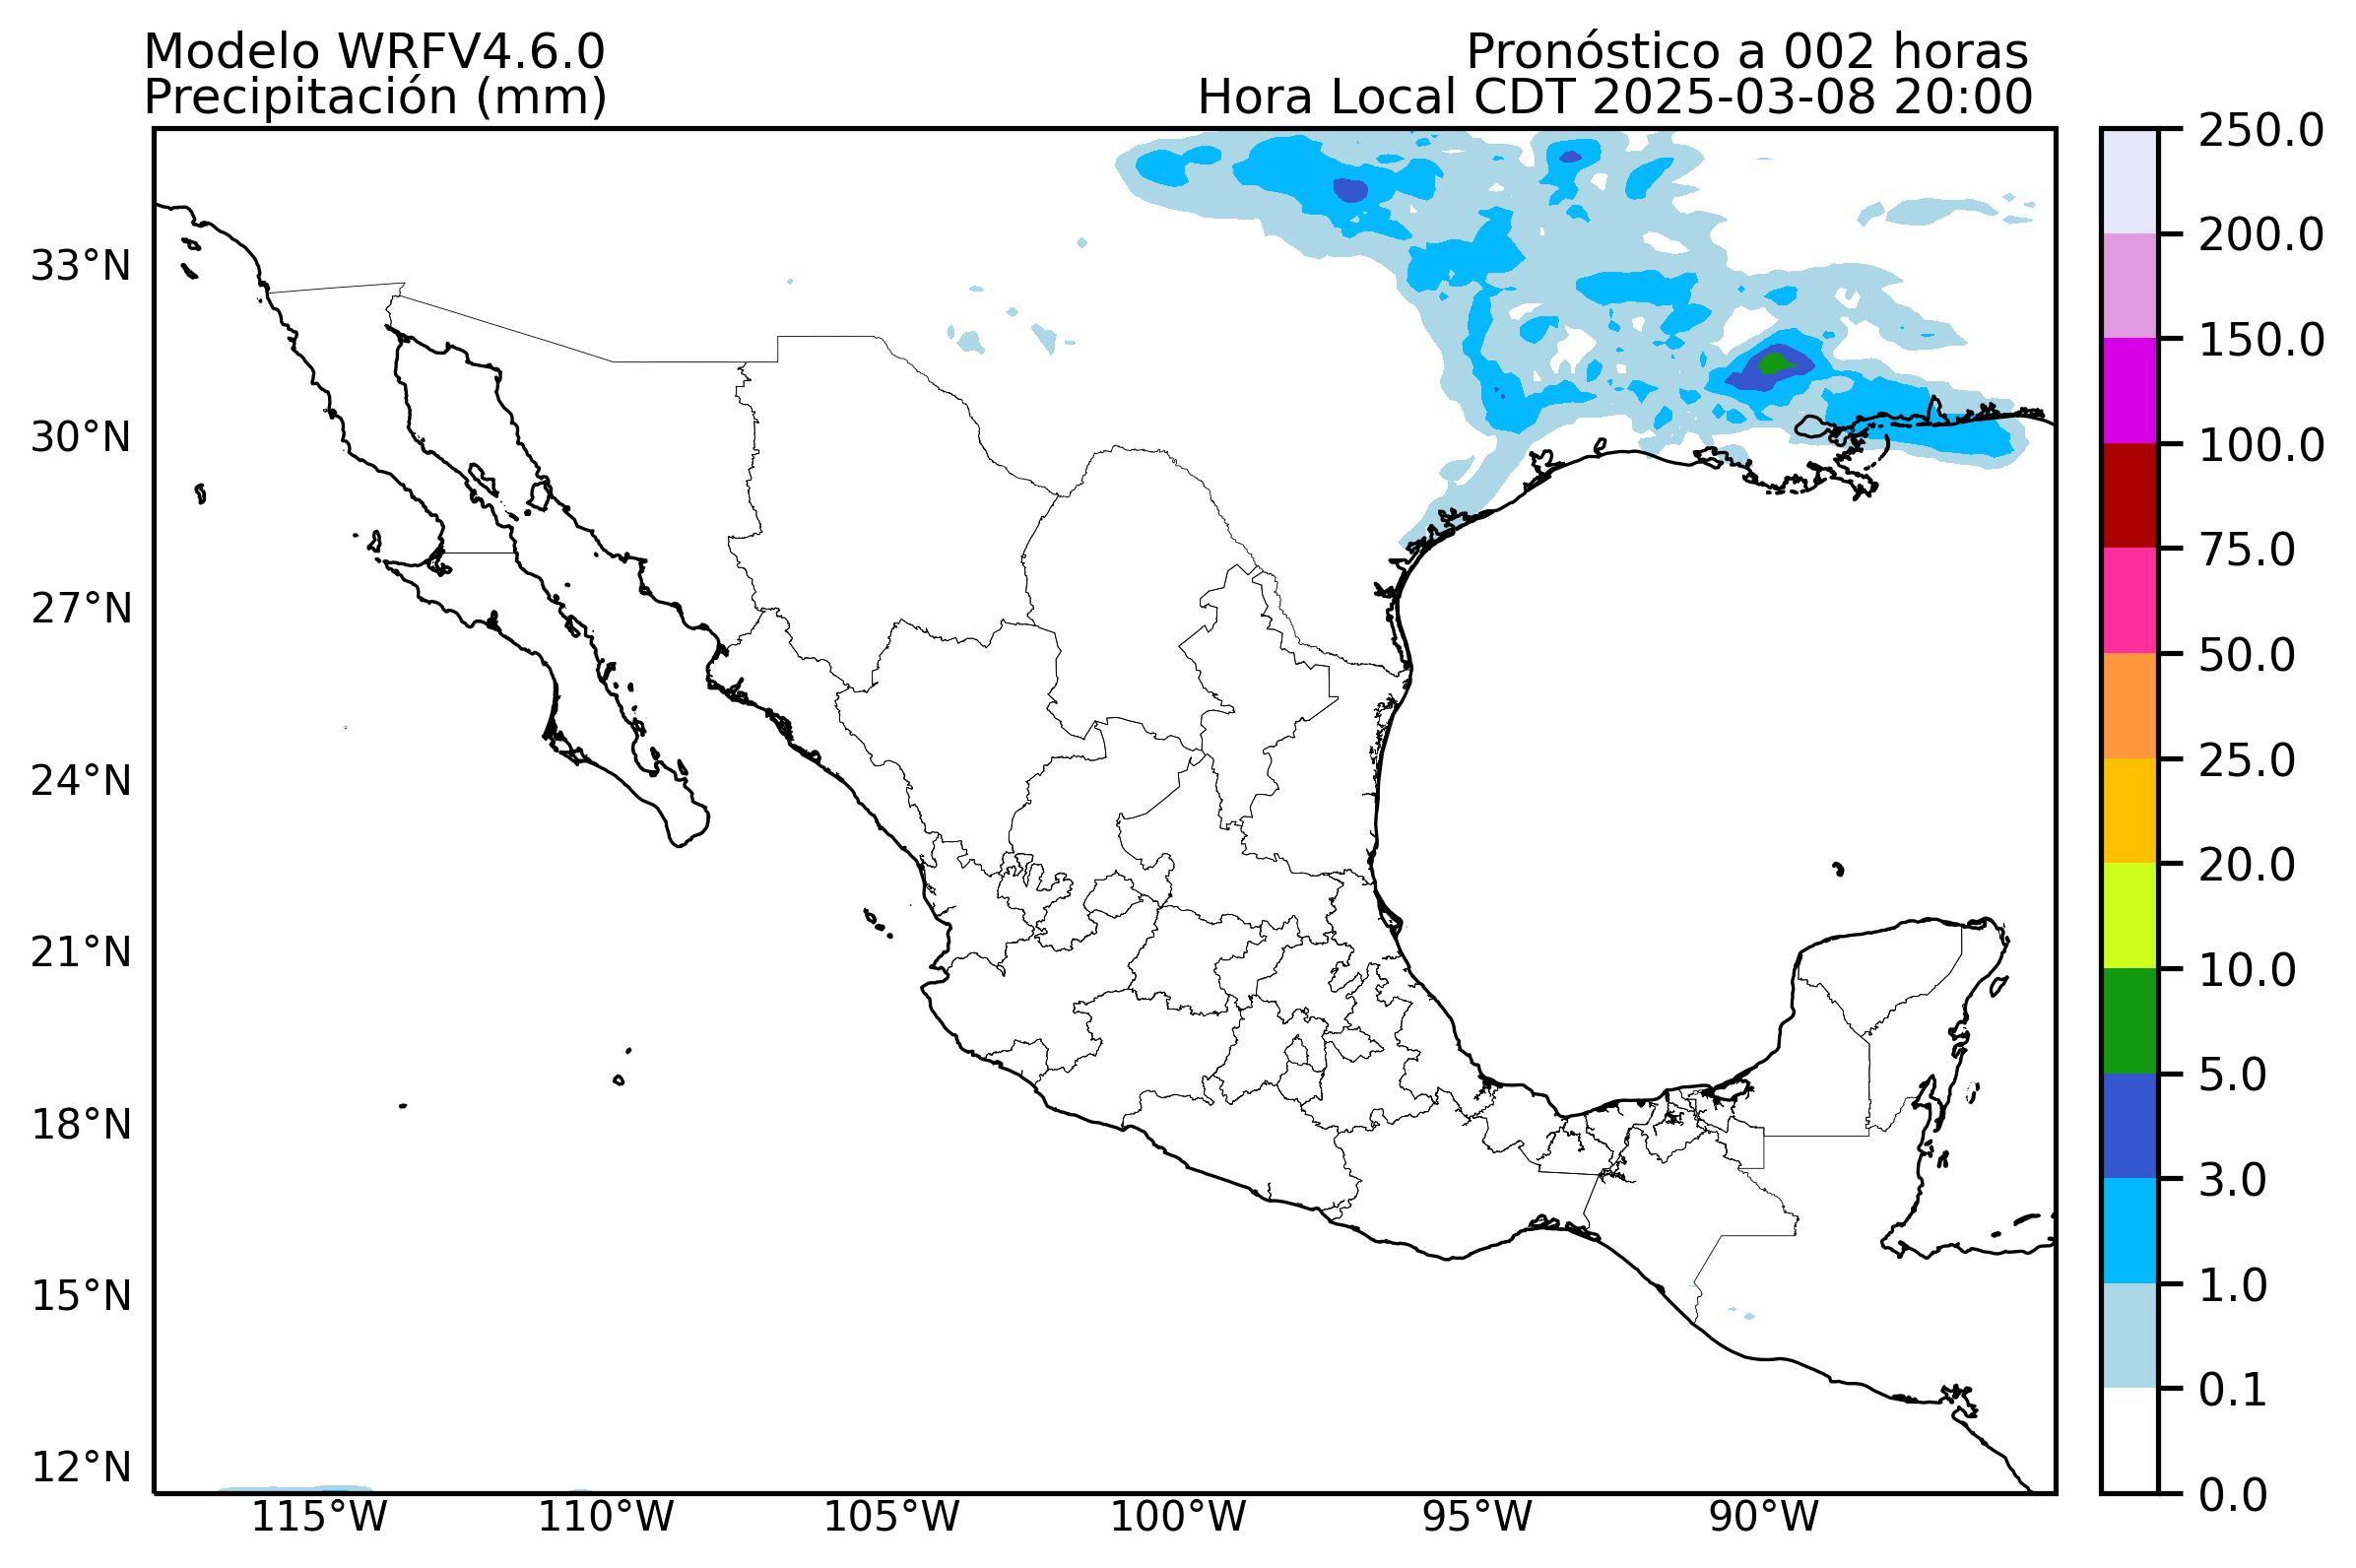 Modelo WRFV4.6.0
Precipitación (mm)
Pronóstico a 002 horas
Hora Local CDT 2025-03-08 20:00
33°N
30°N
27°N
24°N
21°N
18°N
15°N
12°N
115°W
110°W
105°W
100°W
95°W
90°W
250.0
200.0
150.0
100.0
75.0
50.0
25.0
20.0
10.0
5.0
3.0
1.0
0.1
0.0